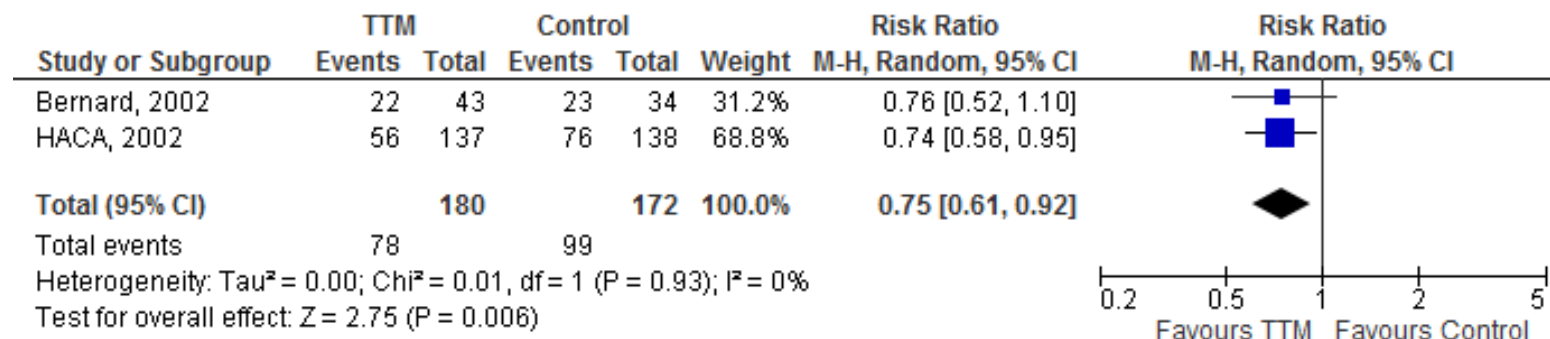 TTM Control Risk Ratio Risk Ratio
Study or Subgroup Events Total Events Total Weight M-H, Random, 95% CI M-H, Random, 95% CI
Bernard, 2002 22 43 23 34 31.2% 0.76 [0.52, 1.10]
HACA, 2002 56 137 76 138 68.8% 0.74 [0.58, 0.95]
Total (95% CI) 180 172 100.0% 0.75 [0.61, 0.92]
Total events 78 99
Heterogeneity: Tau² = 0.00; Chi² = 0.01, df = 1 (P = 0.93); I² = 0%
Test for overall effect: Z = 2.75 (P = 0.006)
0.2 0.5 1 2 5
Favours TTM Favours Control